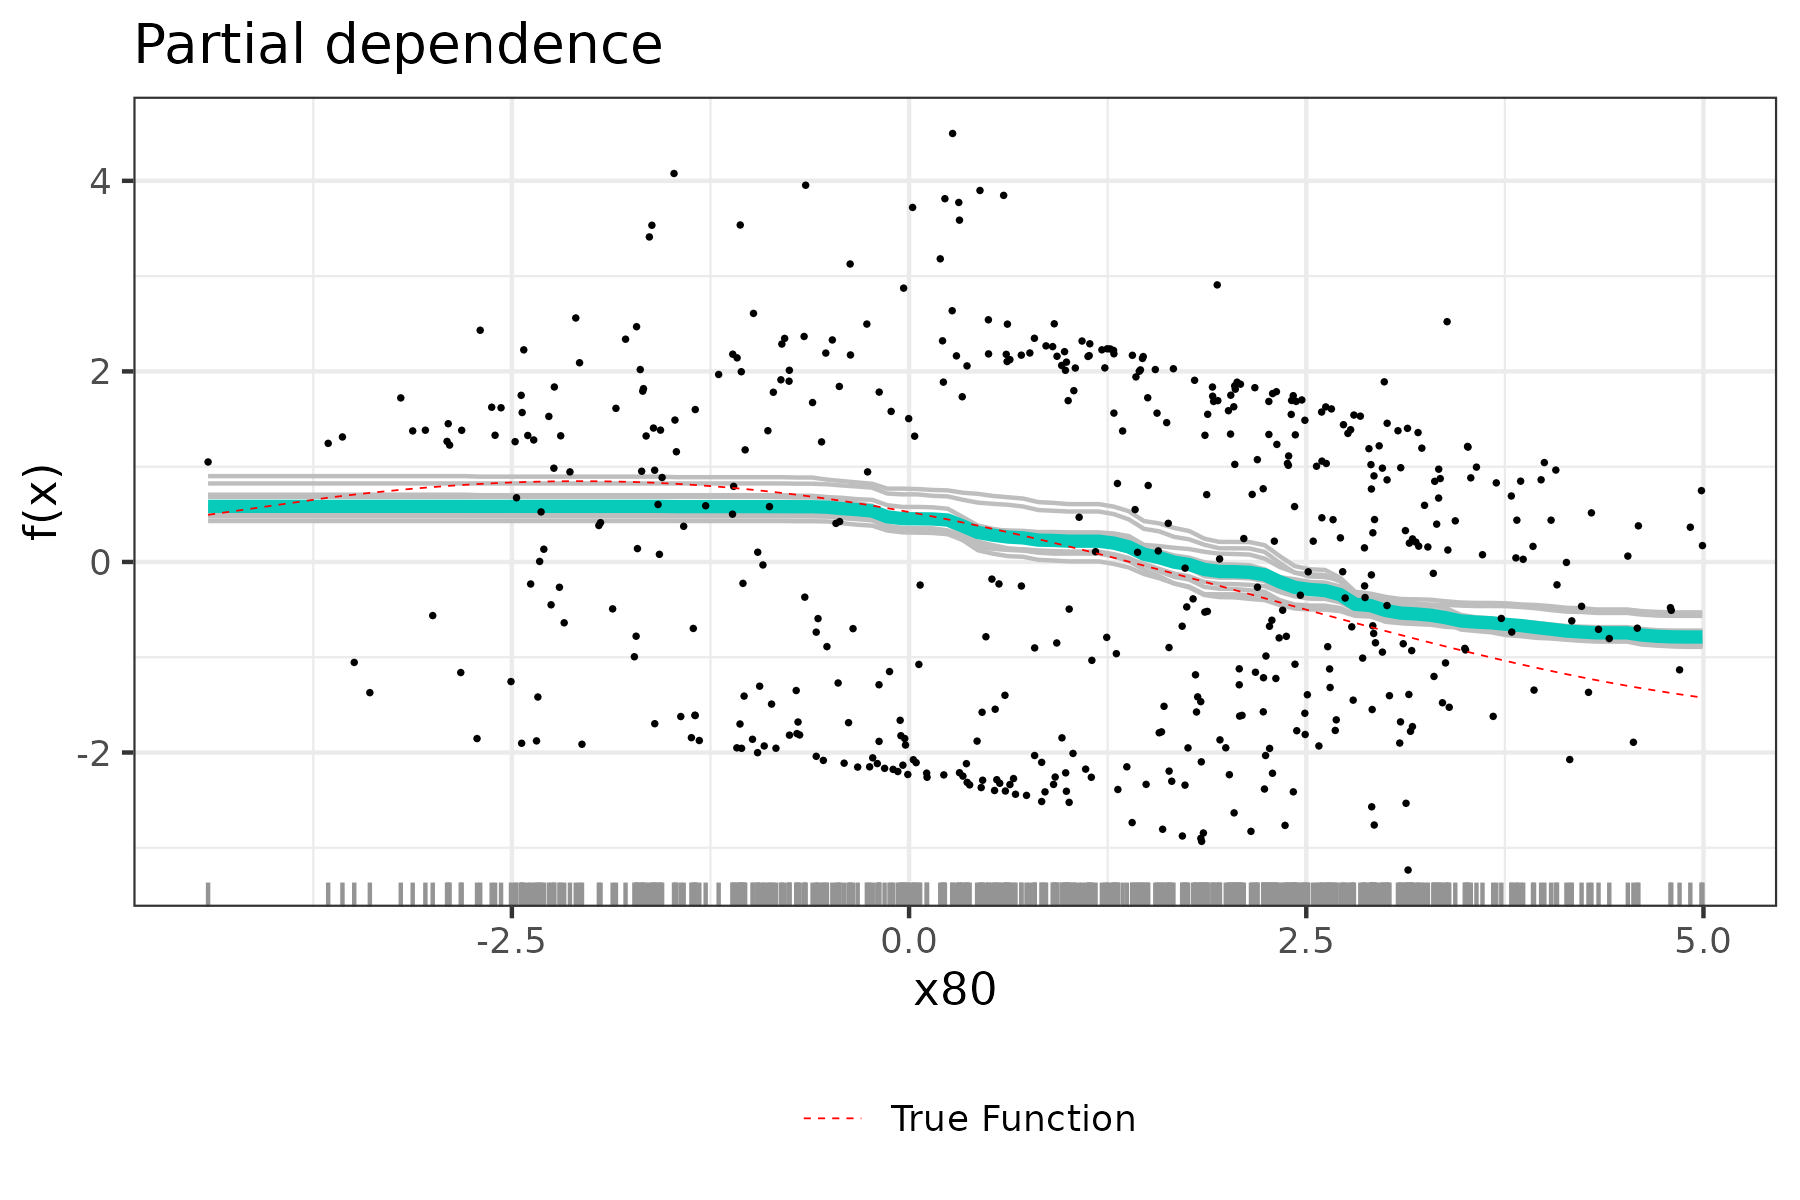 Partial dependence
f(x)
4
2
0
-2
-2.5 0.0 2.5 5.0
x80
True Function